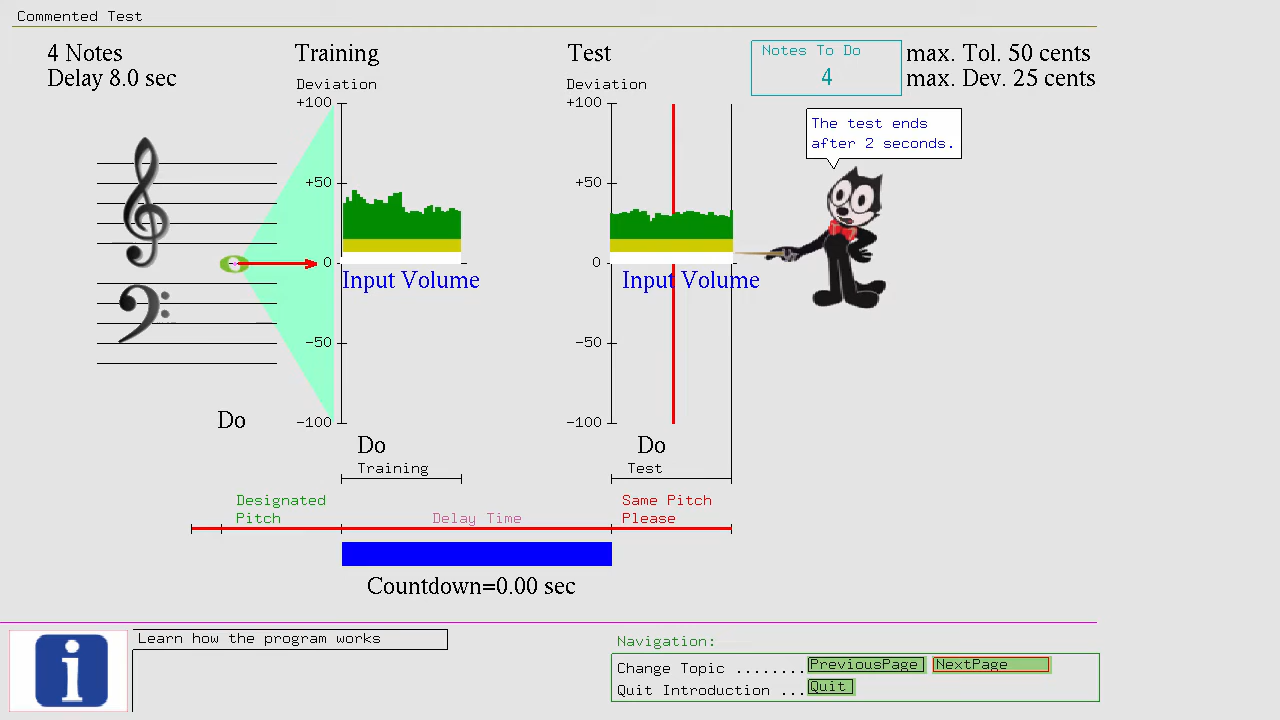 Commented Test
4 Notes
Delay 8.0 sec
Training
Test
Notes To Do
4
max. Tol. 50 cents
max. Dev. 25 cents
Deviation
+100
+50
0
−50
−100
Deviation
+100
+50
0
−50
−100
The test ends
after 2 seconds.
Input Volume
Input Volume
Do
Do
Do
Training
Test
Designated
Pitch
Delay Time
Same Pitch
Please
Countdown=0.00 sec
Learn how the program works
Navigation:
Change Topic ........ PreviousPage NextPage
Quit Introduction ... Quit
i